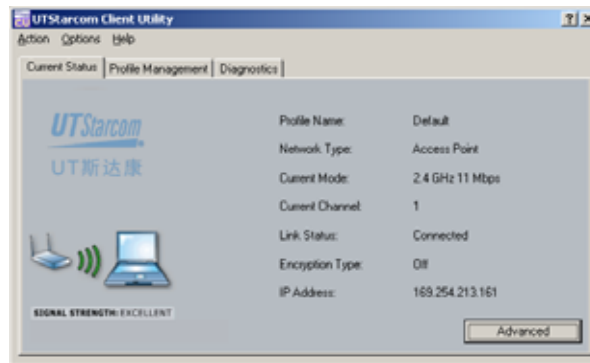 UTStarcom Client Utility
Action Options Help
Current Status Profile Management Diagnostics
UTStarcom
UT斯达康
Profile Name: Default
Network Type: Access Point
Current Mode: 2.4 GHz 11 Mbps
Current Channel: 1
Link Status: Connected
Encryption Type: Off
IP Address: 169.254.213.161
SIGNAL STRENGTH: EXCELLENT
Advanced